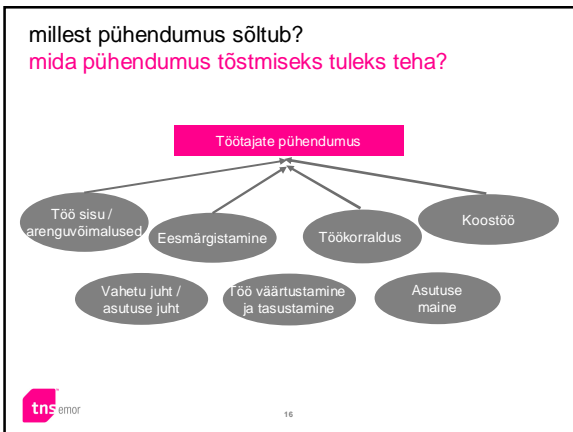 millest pühendumus sõltub?
mida pühendumus tõstmiseks tuleks teha?
Töötajate pühendumus
Töö sisu /
arenguvõimalused
Eesmärgistamine
Töökorraldus
Koostöö
Vahetu juht /
asutuse juht
Töö väärtustamine
ja tasustamine
Asutuse
maine
tns emor
16